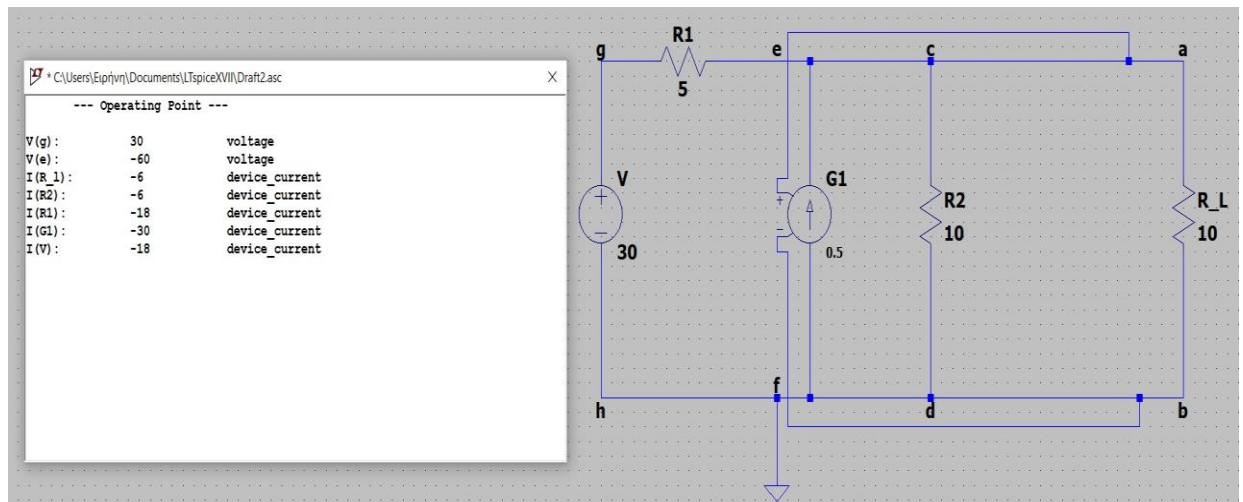 * C:\Users\Ειρήνη\Documents\LTspiceXVII\Draft2.asc X
--- Operating Point ---
V(g): 30 voltage
V(e): -60 voltage
I(R_l): -6 device_current
I(R2): -6 device_current
I(R1): -18 device_current
I(G1): -30 device_current
I(V): -18 device_current
R1
g e c a
5
V G1
+ +
R2 R_L
− −
10 10
30 0.5
f
h d b